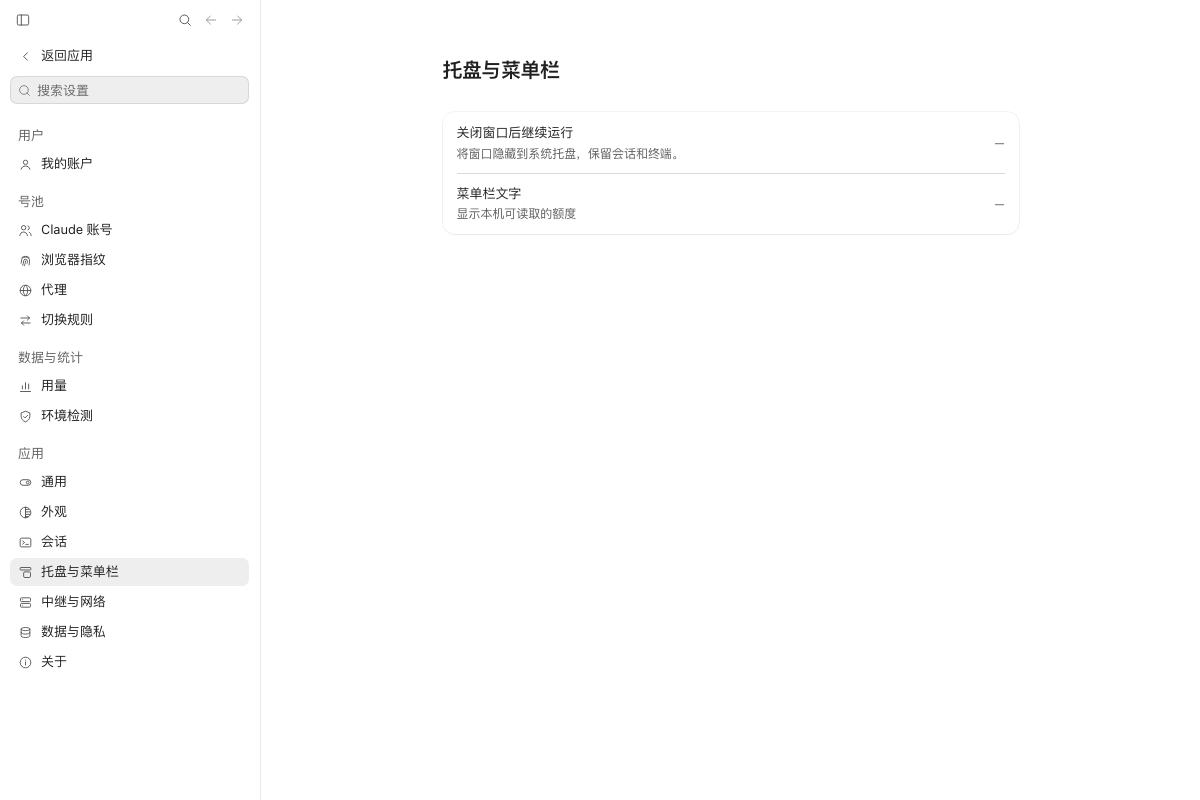 返回应用
搜索设置
用户
我的账户
号池
Claude 账号
浏览器指纹
代理
切换规则
数据与统计
用量
环境检测
应用
通用
外观
会话
托盘与菜单栏
中继与网络
数据与隐私
关于
托盘与菜单栏
关闭窗口后继续运行
将窗口隐藏到系统托盘，保留会话和终端。
—
菜单栏文字
显示本机可读取的额度
—